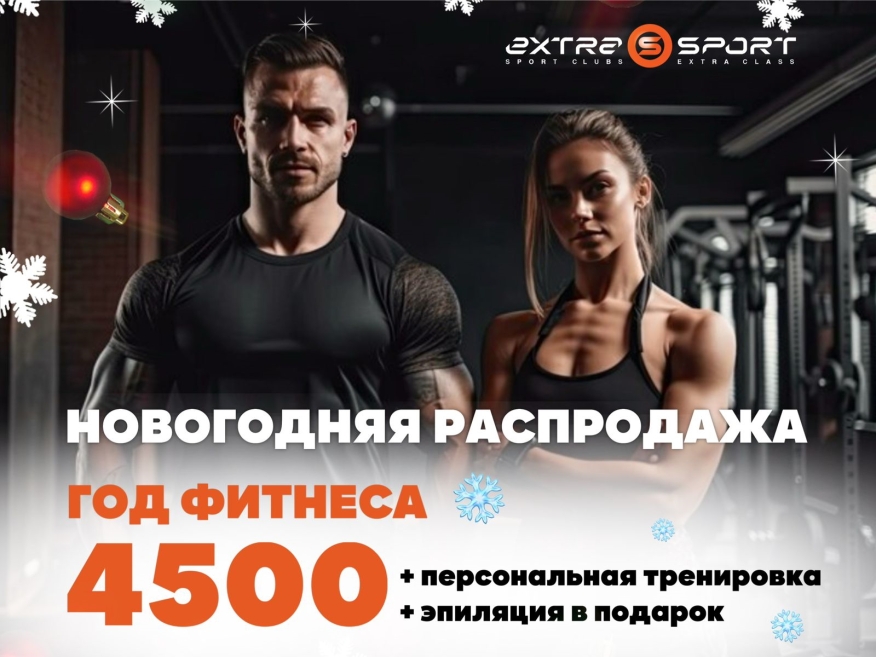 EXTRA S SPORT
SPORT CLUBS EXTRA CLASS
НОВОГОДНЯЯ РАСПРОДАЖА
ГОД ФИТНЕСА
4500
+ персональная тренировка
+ эпиляция в подарок